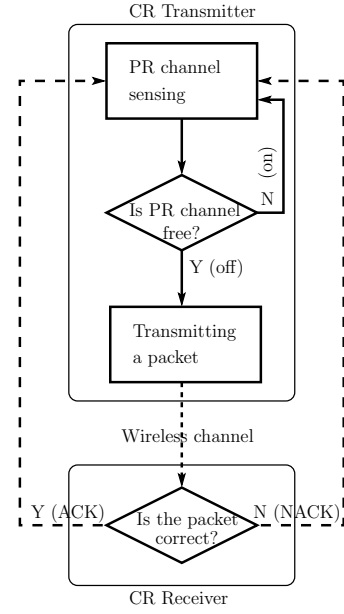 CR Transmitter
PR channel
sensing
(on)
N
Is PR channel
free?
Y (off)
Transmitting
a packet
Wireless channel
Y (ACK)
Is the packet
correct?
N (NACK)
CR Receiver